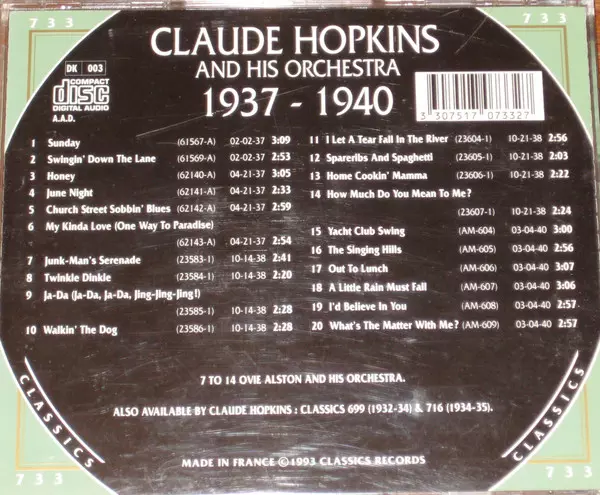 733
733
CLAUDE HOPKINS
AND HIS ORCHESTRA
1937 - 1940
DK 003
COMPACT
disc
DIGITAL AUDIO
A.A.D.
3 307517 073327
1 Sunday (61567-A) 02-02-37 3:09
2 Swingin' Down The Lane (61569-A) 02-02-37 2:53
3 Honey (62140-A) 04-21-37 3:05
4 June Night (62141-A) 04-21-37 2:33
5 Church Street Sobbin' Blues (62142-A) 04-21-37 2:59
6 My Kinda Love (One Way To Paradise)
(62143-A) 04-21-37 2:54
7 Junk-Man's Serenade (23583-1) 10-14-38 2:41
8 Twinkle Dinkle (23584-1) 10-14-38 2:20
9 Ja-Da (Ja-Da, Ja-Da, Jing-Jing-Jing!)
(23585-1) 10-14-38 2:28
10 Walkin' The Dog (23586-1) 10-14-38 2:28
11 I Let A Tear Fall In The River (23604-1) 10-21-38 2:56
12 Spareribs And Spaghetti (23605-1) 10-21-38 2:03
13 Home Cookin' Mamma (23606-1) 10-21-38 2:22
14 How Much Do You Mean To Me?
(23607-1) 10-21-38 2:24
15 Yacht Club Swing (AM-604) 03-04-40 3:00
16 The Singing Hills (AM-605) 03-04-40 2:56
17 Out To Lunch (AM-606) 03-04-40 3:07
18 A Little Rain Must Fall (AM-607) 03-04-40 3:06
19 I'd Believe In You (AM-608) 03-04-40 2:57
20 What's The Matter With Me? (AM-609) 03-04-40 2:57
7 TO 14 OVIE ALSTON AND HIS ORCHESTRA.
ALSO AVAILABLE BY CLAUDE HOPKINS : CLASSICS 699 (1932-34) & 716 (1934-35).
CLASSICS
CLASSICS
MADE IN FRANCE ©1993 CLASSICS RECORDS
733
733